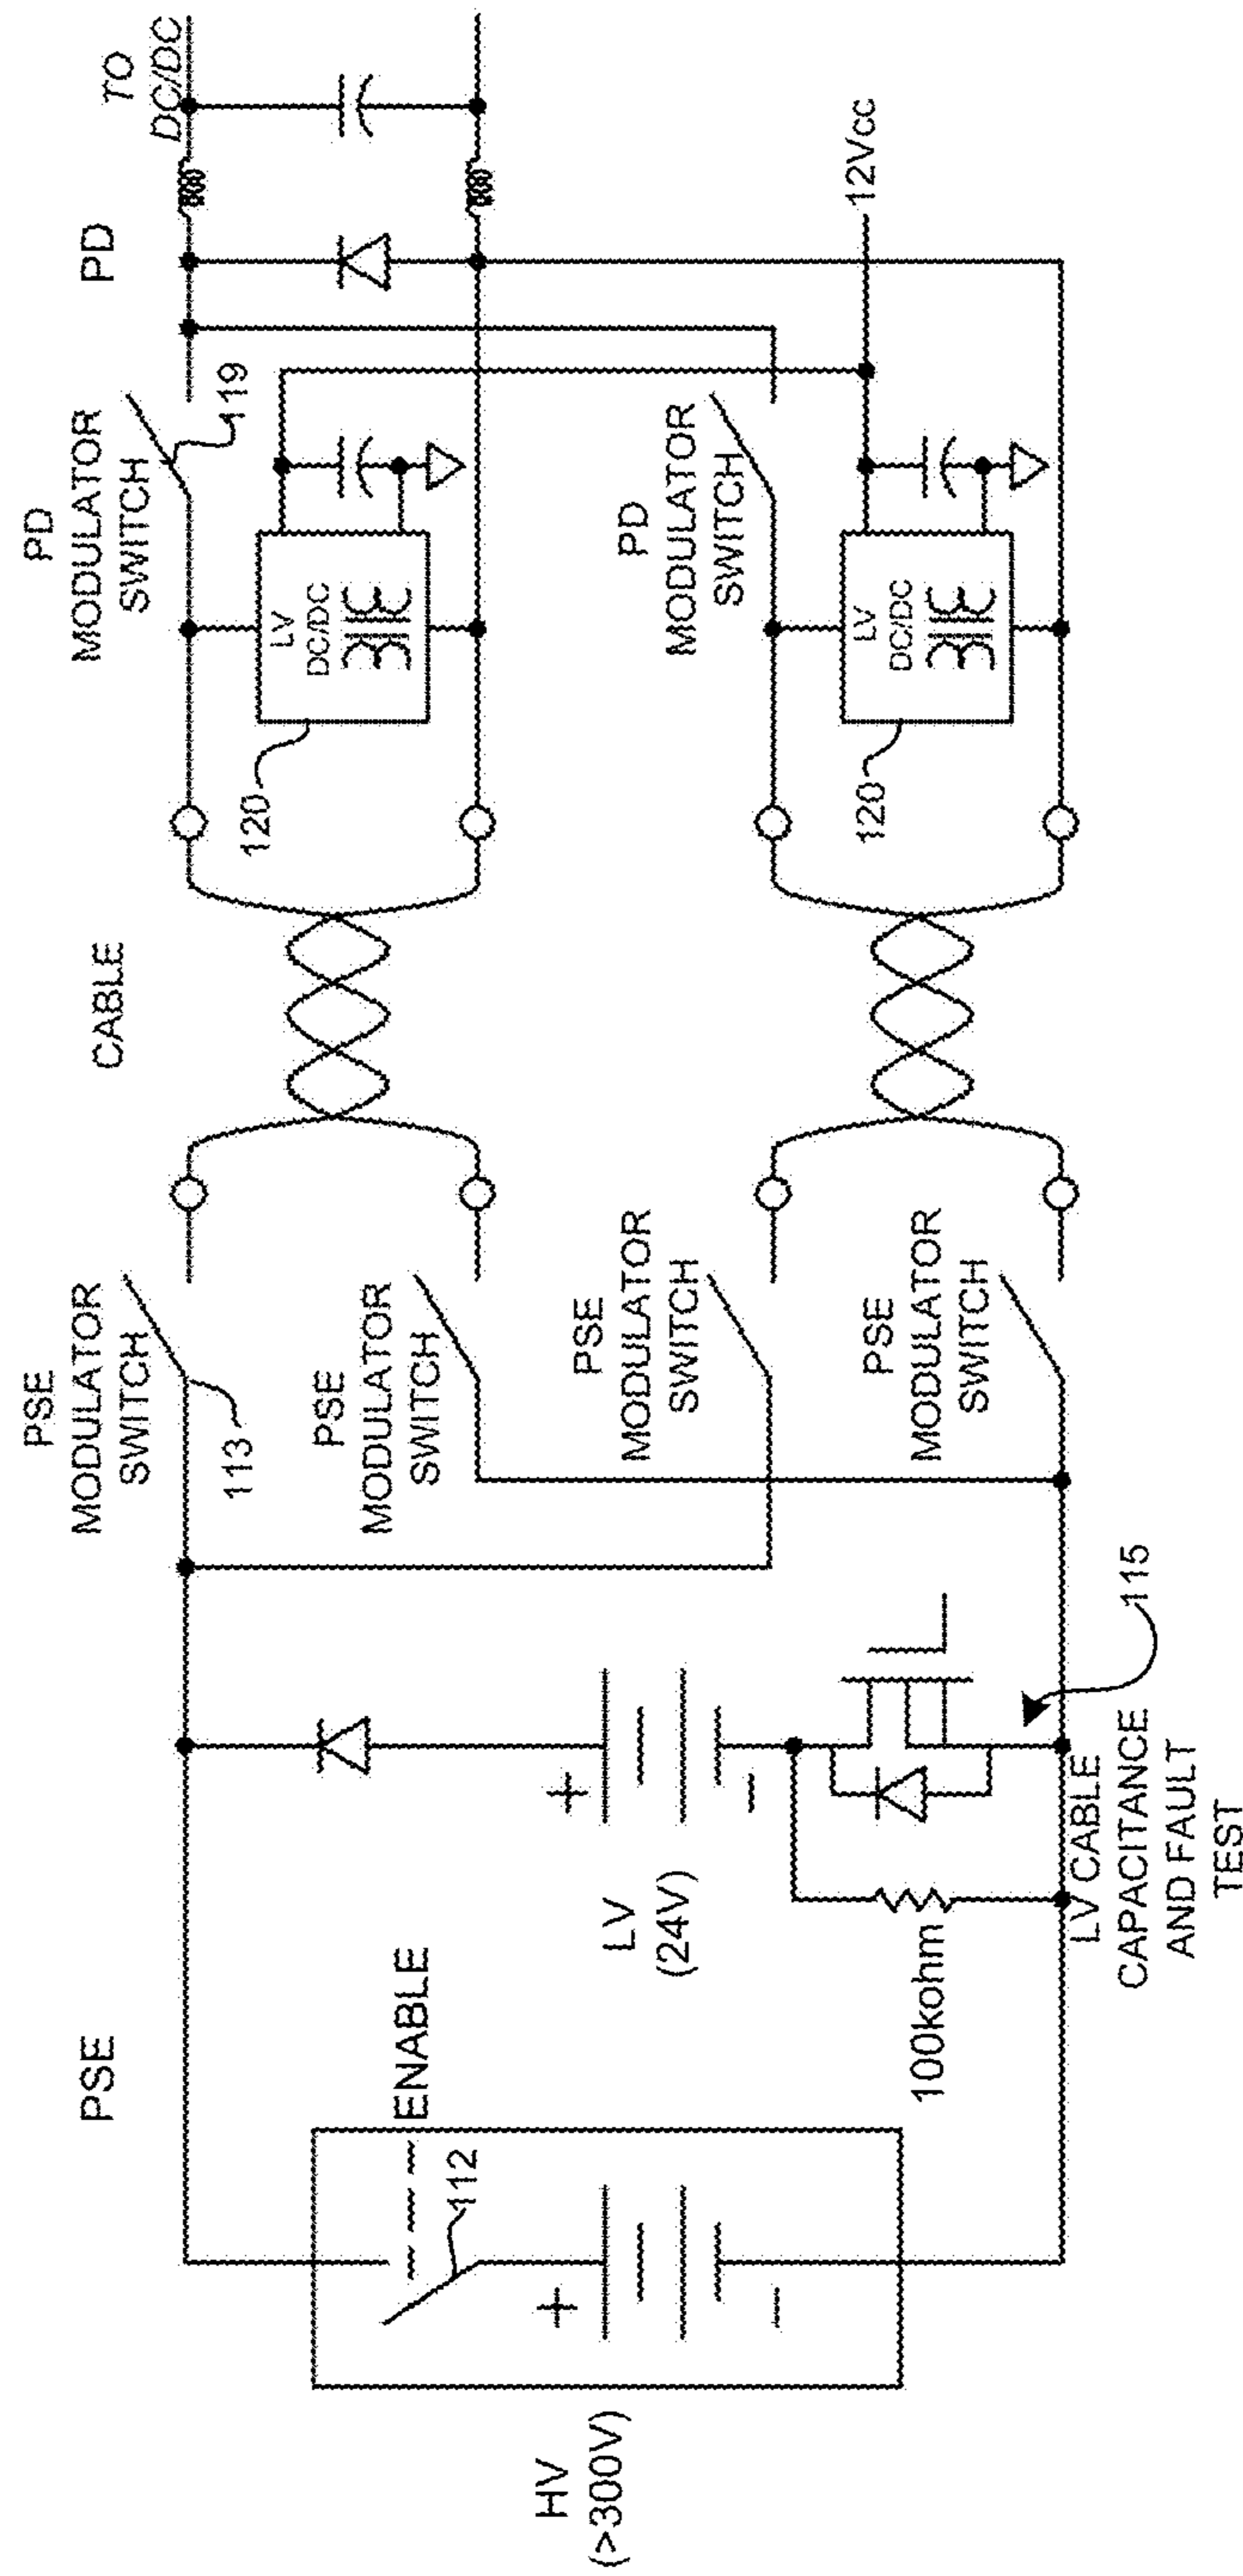 PSE
HV
(>300V)
ENABLE
112
+
−
LV
(24V)
+
−
100kohm
LV CABLE
CAPACITANCE
AND FAULT
TEST
115
PSE
MODULATOR
SWITCH
113
PSE
MODULATOR
SWITCH
PSE
MODULATOR
SWITCH
PSE
MODULATOR
SWITCH
CABLE
PD
MODULATOR
SWITCH
119
LV
DC/DC
120
PD
MODULATOR
SWITCH
LV
DC/DC
120
PD
TO
DC/DC
12Vcc